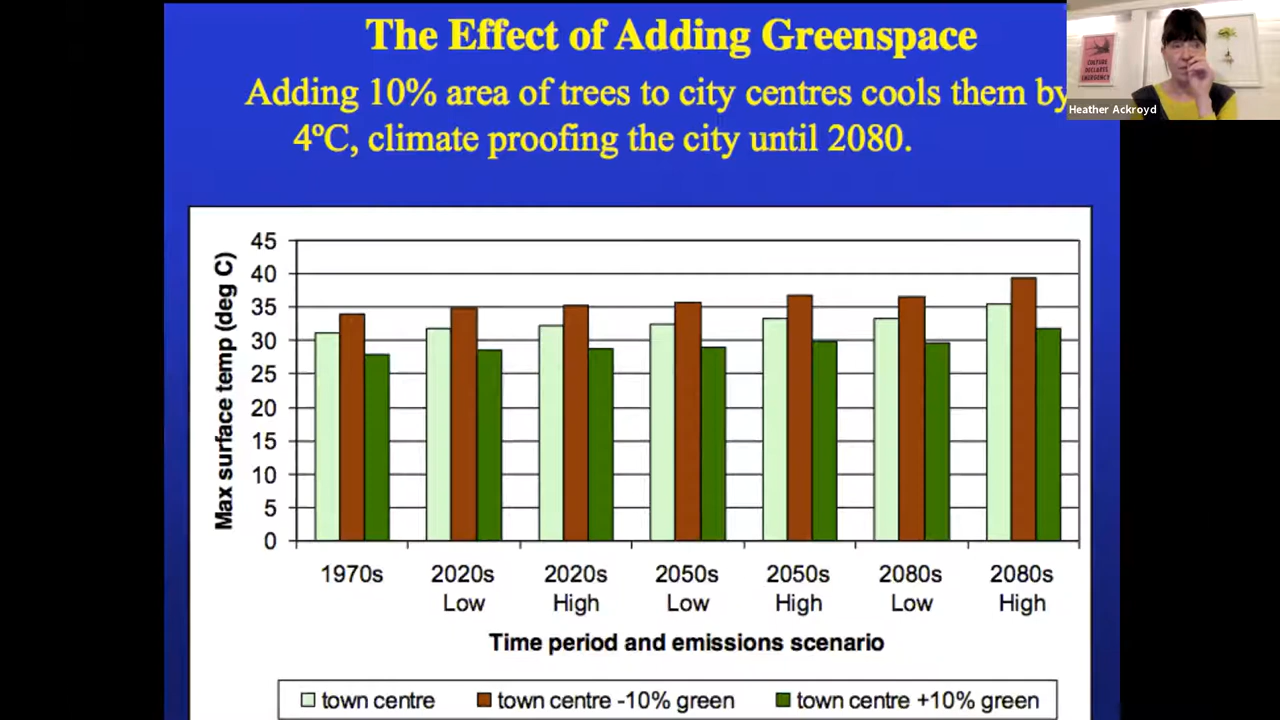 The Effect of Adding Greenspace
Adding 10% area of trees to city centres cools them by
4ºC, climate proofing the city until 2080.
CULTURE
DECLARES
EMERGENCY
Heather Ackroyd
Max surface temp (deg C)
45
40
35
30
25
20
15
10
5
0
1970s 2020s 2020s 2050s 2050s 2080s 2080s
Low High Low High Low High
Time period and emissions scenario
town centre town centre -10% green town centre +10% green